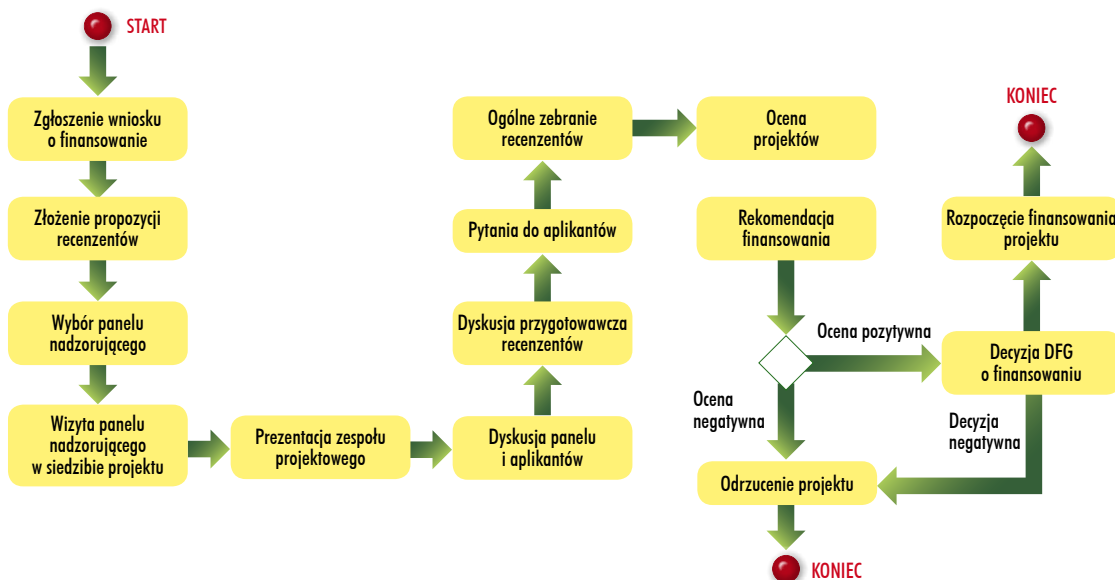 START
Zgłoszenie wniosku
o finansowanie
Złożenie propozycji
recenzentów
Wybór panelu
nadzorującego
Wizyta panelu
nadzorującego
w siedzibie projektu
Prezentacja zespołu
projektowego
Dyskusja panelu
i aplikantów
Dyskusja przygotowawcza
recenzentów
Pytania do aplikantów
Ogólne zebranie
recenzentów
Ocena
projektów
Rekomendacja
finansowania
Ocena pozytywna
Ocena
negatywna
Decyzja DFG
o finansowaniu
Decyzja
negatywna
Rozpoczęcie finansowania
projektu
KONIEC
Odrzucenie projektu
KONIEC